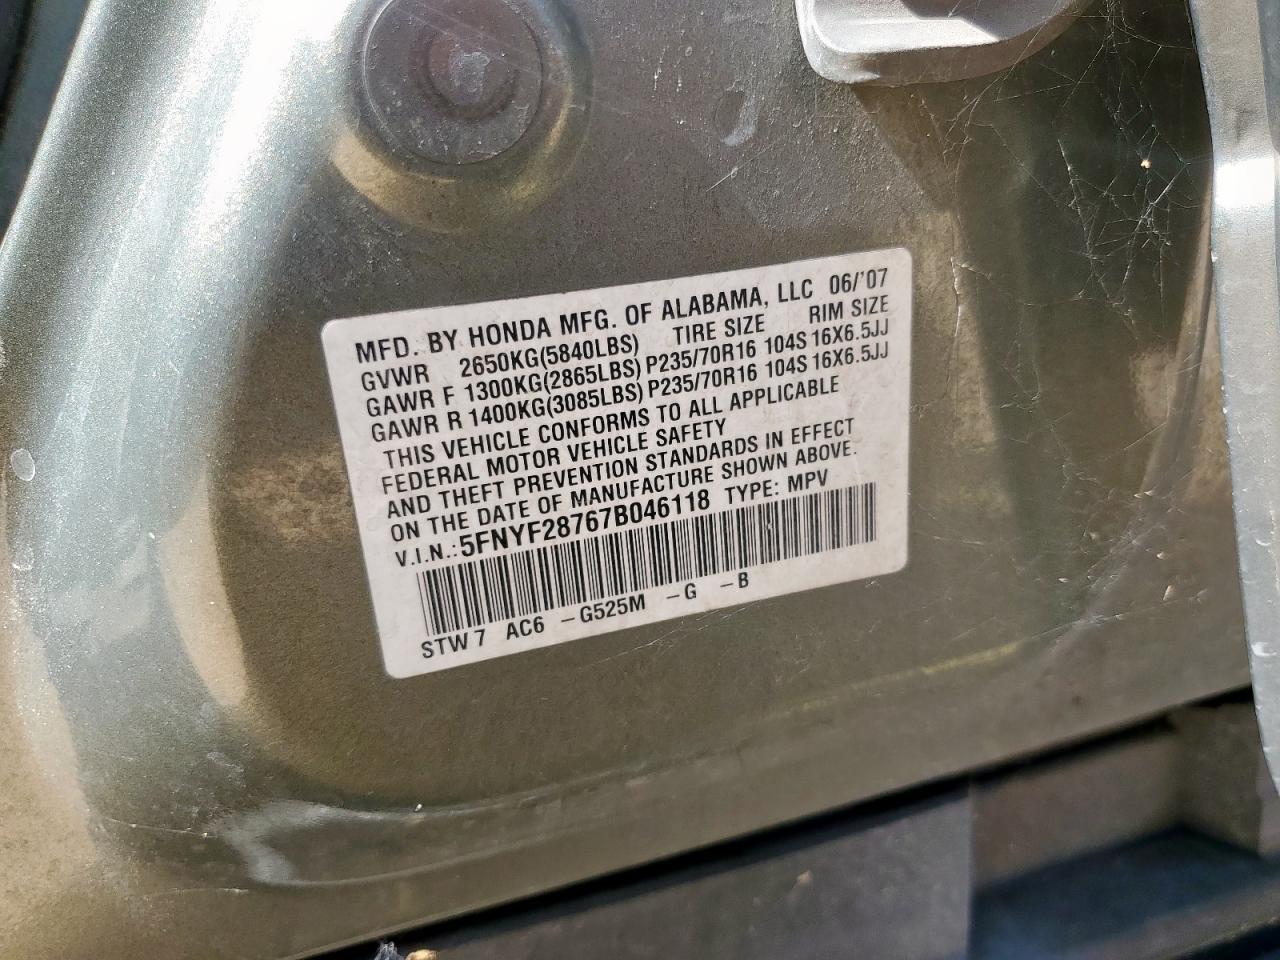 MFD. BY HONDA MFG. OF ALABAMA, LLC 06/'07
GVWR 2650KG(5840LBS) TIRE SIZE RIM SIZE
GAWR F 1300KG(2865LBS) P235/70R16 104S 16X6.5JJ
GAWR R 1400KG(3085LBS) P235/70R16 104S 16X6.5JJ
THIS VEHICLE CONFORMS TO ALL APPLICABLE
FEDERAL MOTOR VEHICLE SAFETY
AND THEFT PREVENTION STANDARDS IN EFFECT
ON THE DATE OF MANUFACTURE SHOWN ABOVE.
V.I.N.: 5FNYF28767B046118 TYPE: MPV
STW7 AC6 -G525M -G -B